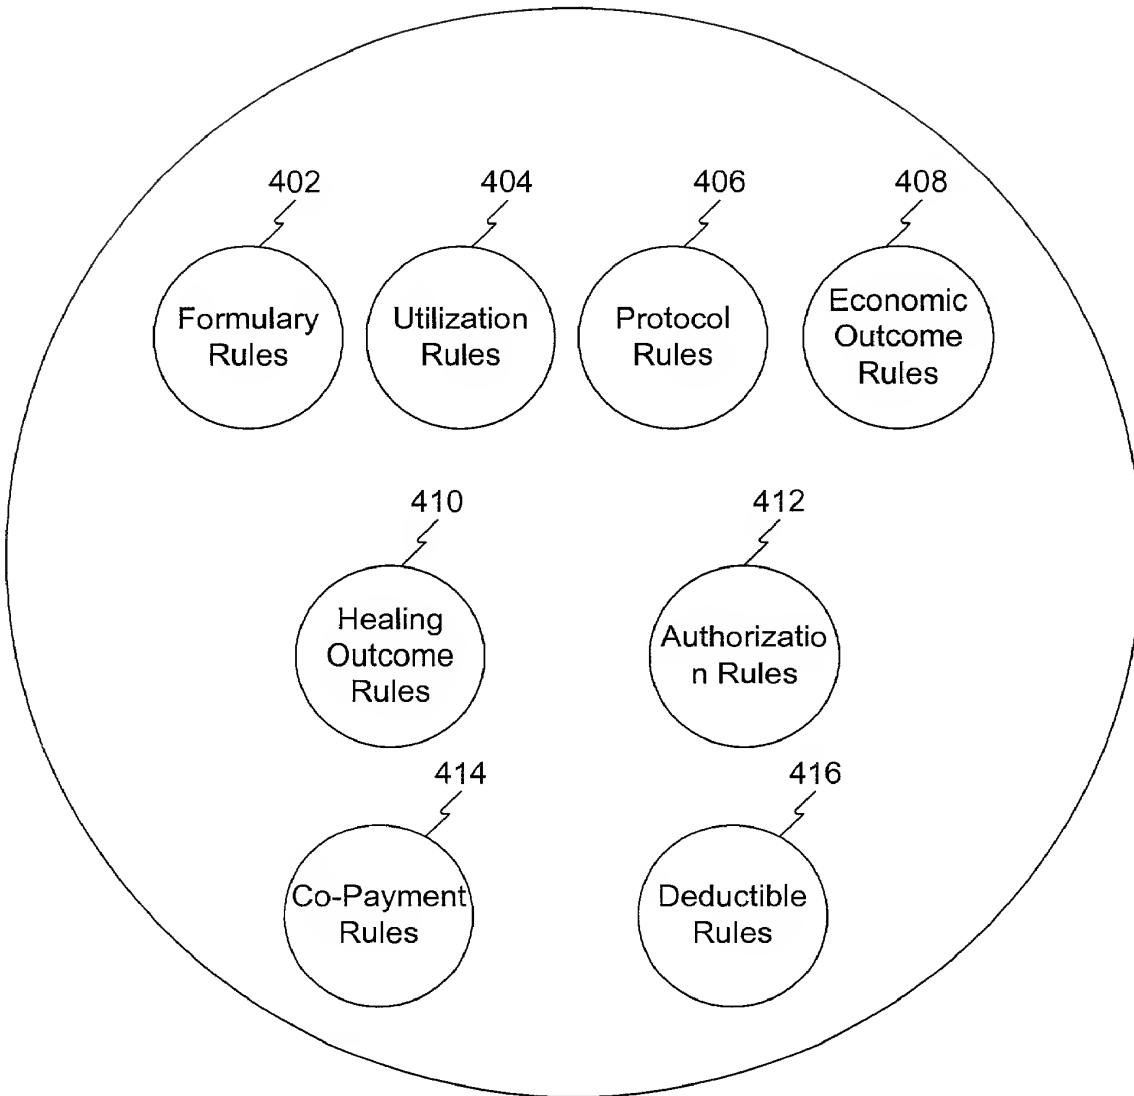 402 404 406 408
Formulary
Rules
Utilization
Rules
Protocol
Rules
Economic
Outcome
Rules
410 412
Healing
Outcome
Rules
Authorizatio
n Rules
414 416
Co-Payment
Rules
Deductible
Rules